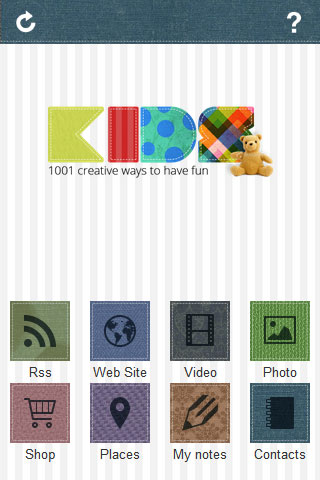 ?
KIDS
1001 creative ways to have fun
Rss Web Site Video Photo
Shop Places My notes Contacts